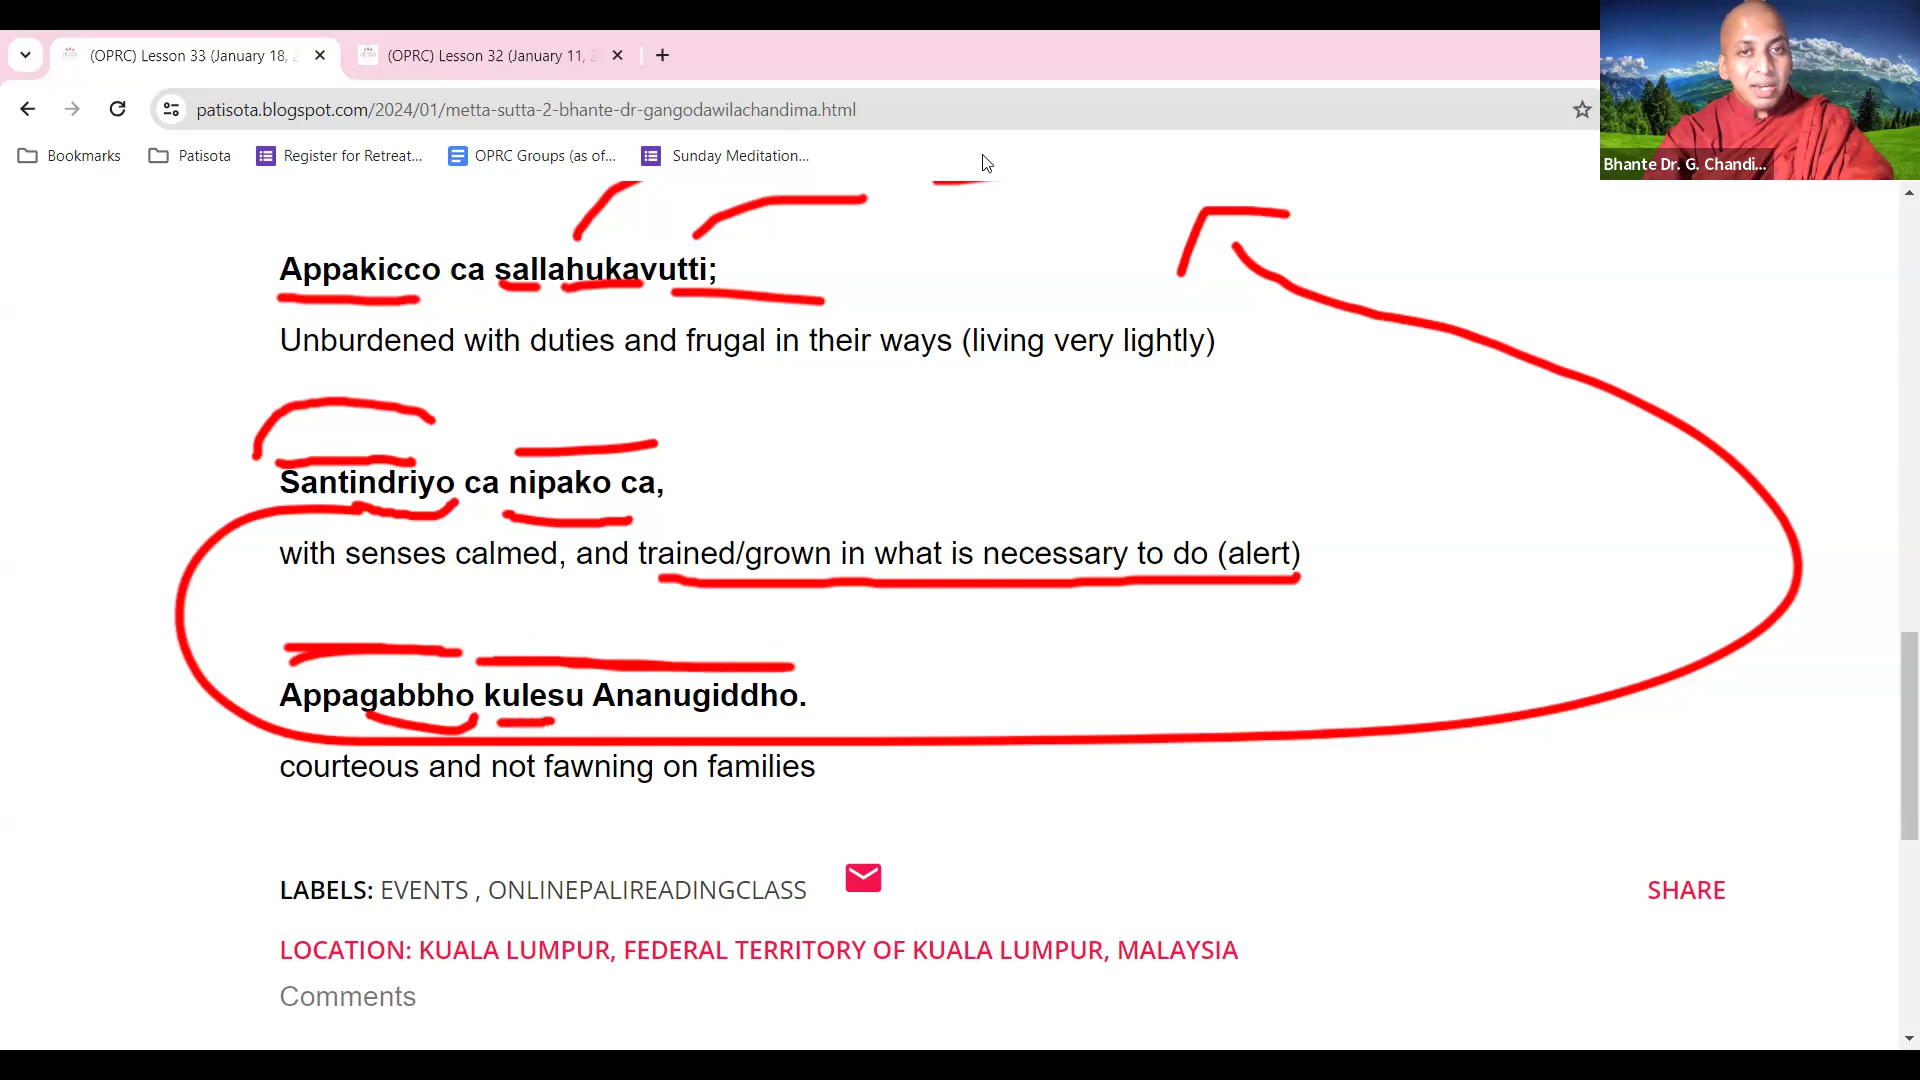 (OPRC) Lesson 33 (January 18, 2
(OPRC) Lesson 32 (January 11, 2
patisota.blogspot.com/2024/01/metta-sutta-2-bhante-dr-gangodawilachandima.html
Bookmarks Patisota Register for Retreat... OPRC Groups (as of... Sunday Meditation...
Bhante Dr. G. Chandi...
Appakicco ca sallahukavutti;
Unburdened with duties and frugal in their ways (living very lightly)
Santindriyo ca nipako ca,
with senses calmed, and trained/grown in what is necessary to do (alert)
Appagabbho kulesu Ananugiddho.
courteous and not fawning on families
LABELS: EVENTS , ONLINEPALIREADINGCLASS
SHARE
LOCATION: KUALA LUMPUR, FEDERAL TERRITORY OF KUALA LUMPUR, MALAYSIA
Comments